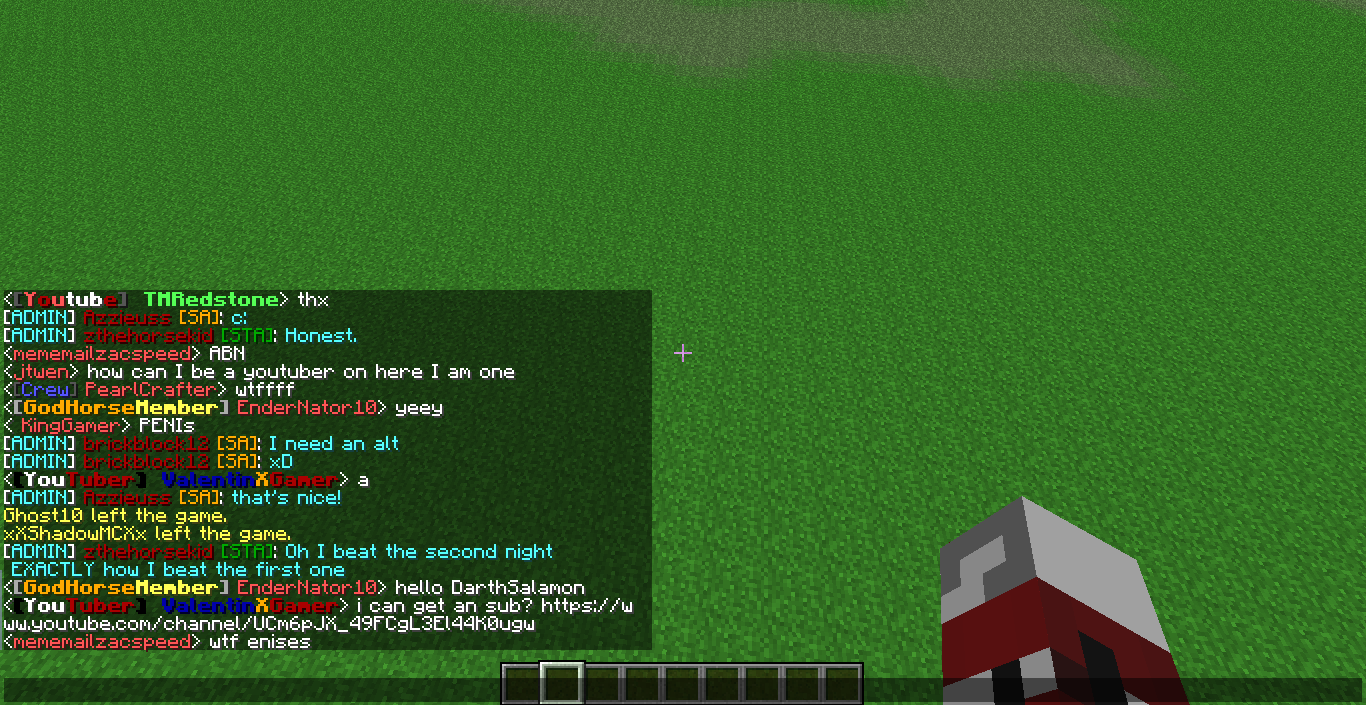 <[Youtube] TMRedstone> thx
[ADMIN] Azzieuss [SA]: c:
[ADMIN] zthehorsekid [STA]: Honest.
<mememailzacspeed> ABN
<jtwen> how can I be a youtuber on here I am one
<[Crew] PearlCrafter> wtffff
<[GodHorseMember] EnderNator10> yeey
< KingGamer> PENIs
[ADMIN] brickblock12 [SA]: I need an alt
[ADMIN] brickblock12 [SA]: xD
<[YouTuber] ValentinXGamer> a
[ADMIN] Azzieuss [SA]: that's nice!
Ghost10 left the game.
xXShadowMCXx left the game.
[ADMIN] zthehorsekid [STA]: Oh I beat the second night
EXACTLY how I beat the first one
<[GodHorseMember] EnderNator10> hello DarthSalamon
<[YouTuber] ValentinXGamer> i can get an sub? https://w
ww.youtube.com/channel/UCm6pJX_49FCgL3El44K0ugw
<mememailzacspeed> wtf enises